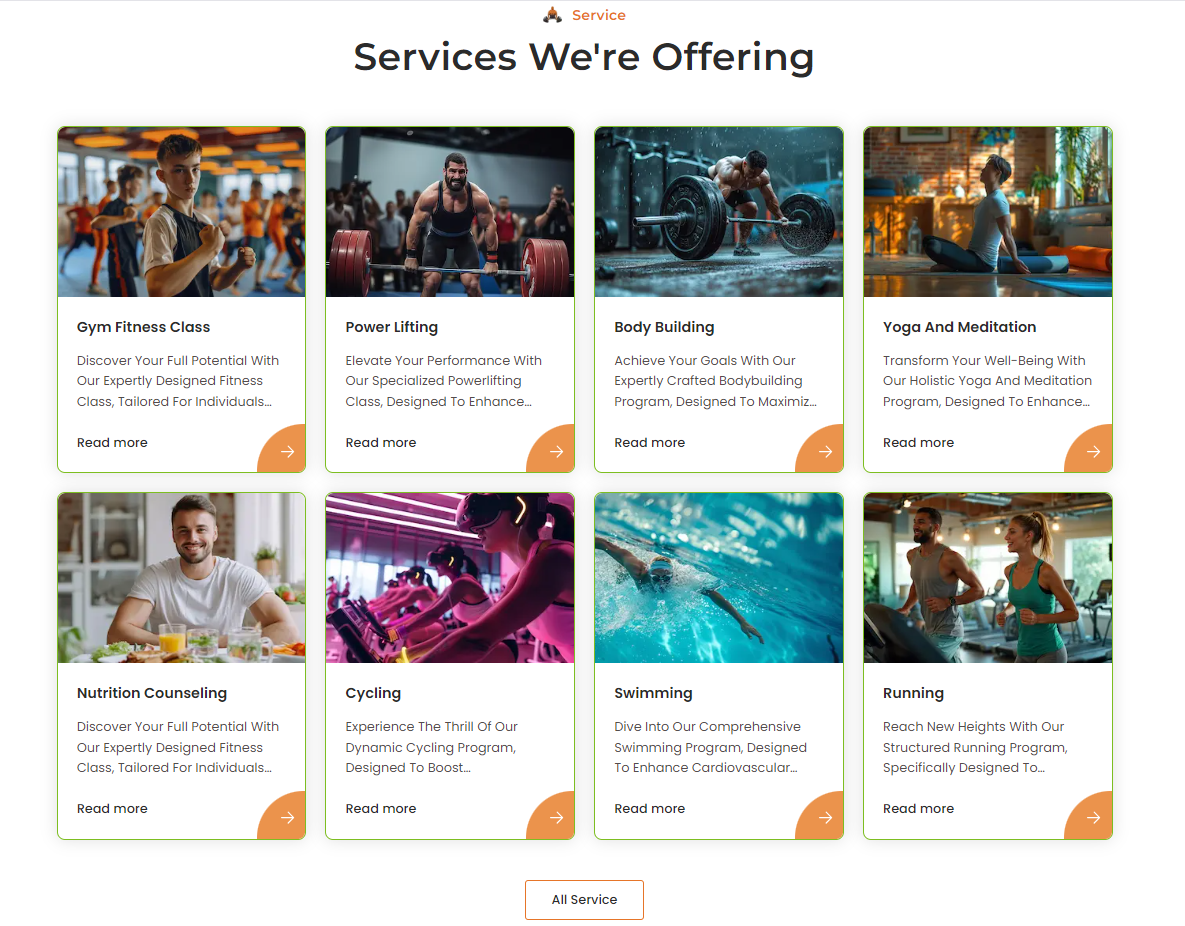 Service
Services We're Offering
Gym Fitness Class
Discover Your Full Potential With
Our Expertly Designed Fitness
Class, Tailored For Individuals...
Read more
Power Lifting
Elevate Your Performance With
Our Specialized Powerlifting
Class, Designed To Enhance...
Read more
Body Building
Achieve Your Goals With Our
Expertly Crafted Bodybuilding
Program, Designed To Maximiz...
Read more
Yoga And Meditation
Transform Your Well-Being With
Our Holistic Yoga And Meditation
Program, Designed To Enhance...
Read more
Nutrition Counseling
Discover Your Full Potential With
Our Expertly Designed Fitness
Class, Tailored For Individuals...
Read more
Cycling
Experience The Thrill Of Our
Dynamic Cycling Program,
Designed To Boost...
Read more
Swimming
Dive Into Our Comprehensive
Swimming Program, Designed
To Enhance Cardiovascular...
Read more
Running
Reach New Heights With Our
Structured Running Program,
Specifically Designed To...
Read more
All Service